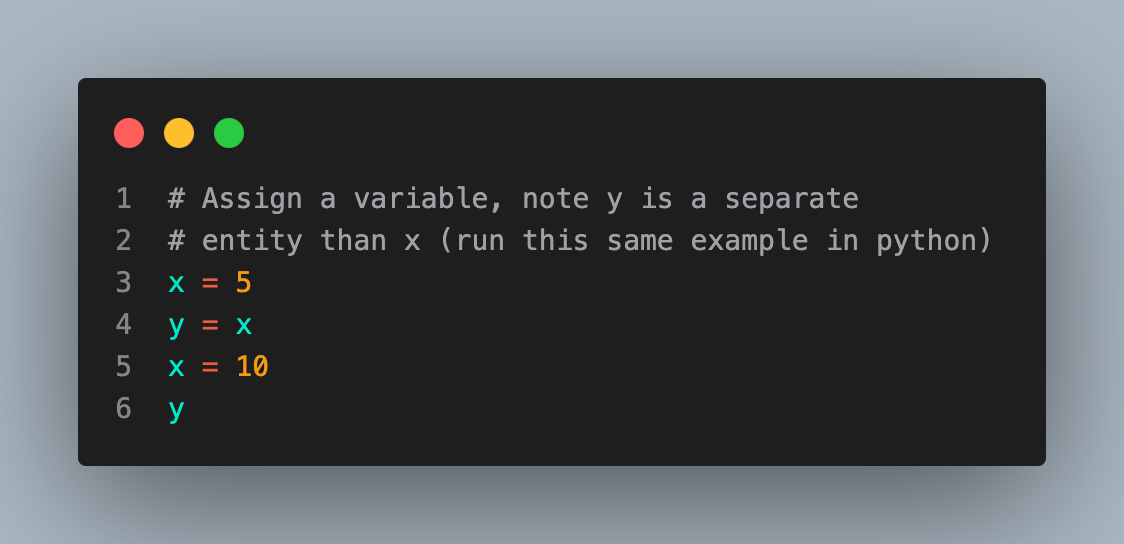 1 # Assign a variable, note y is a separate
2 # entity than x (run this same example in python)
3 x = 5
4 y = x
5 x = 10
6 y